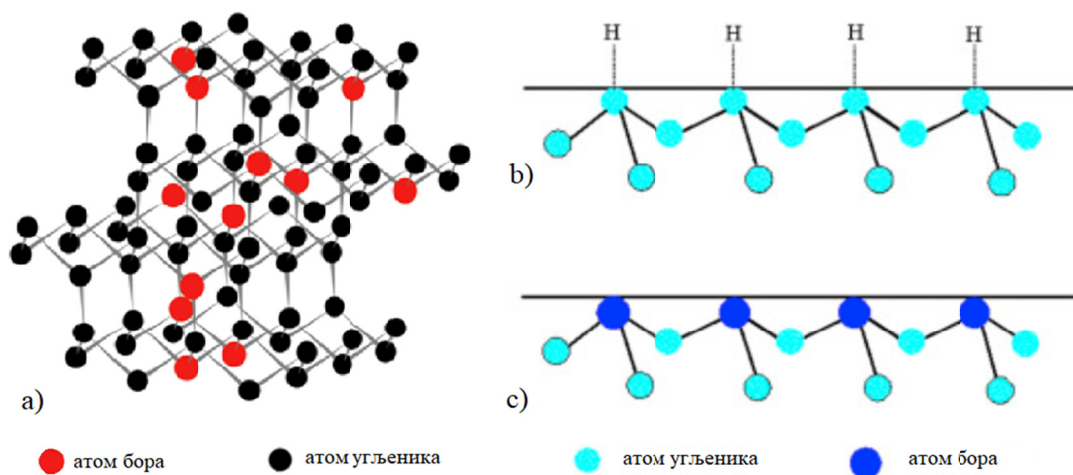 H H H H
b)
a)
c)
атом бора
атом угљеника
атом угљеника
атом бора